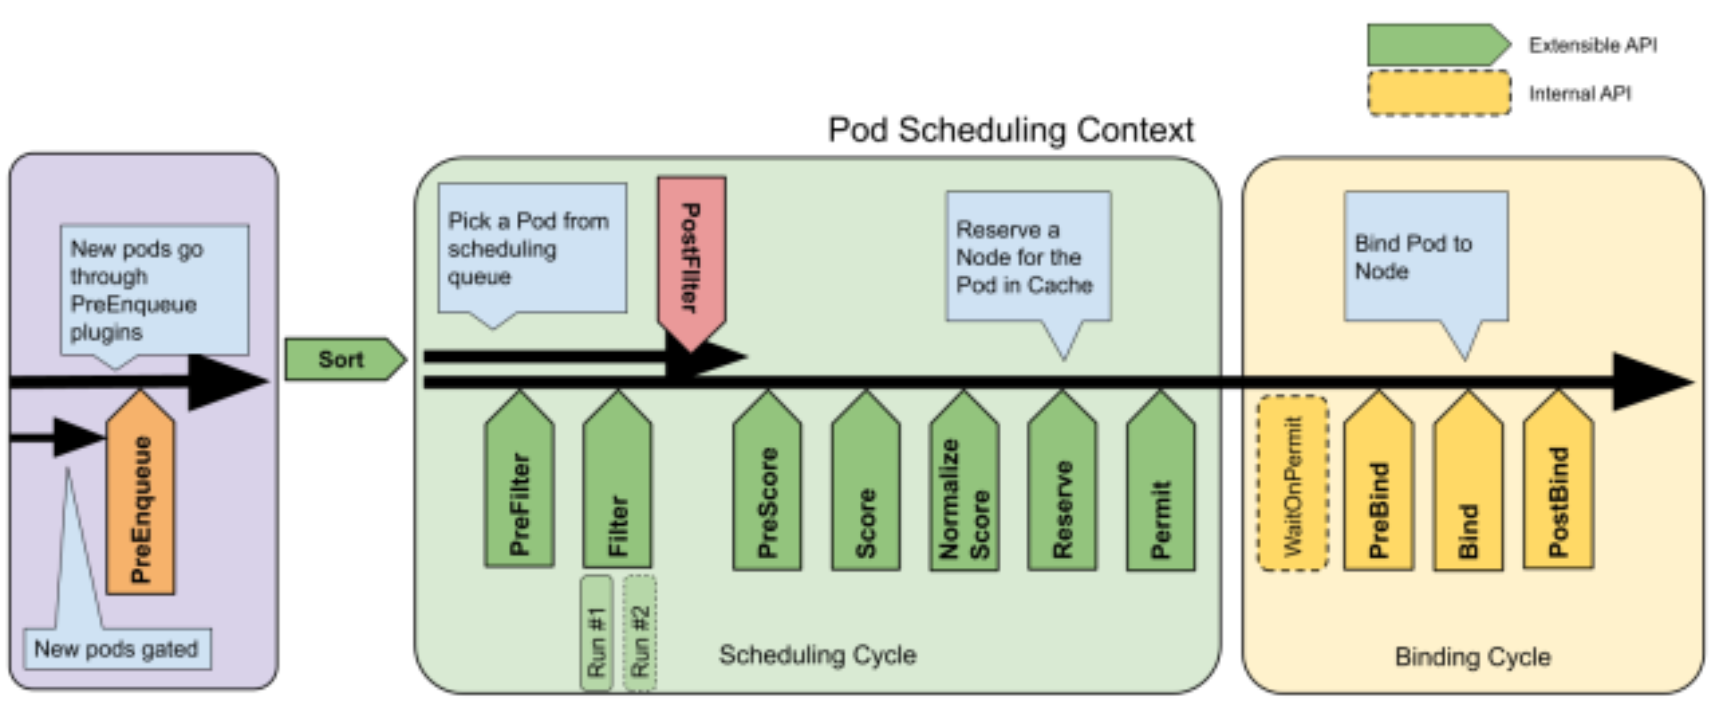 Extensible API
Internal API
Pod Scheduling Context
New pods go
through
PreEnqueue
plugins
PreEnqueue
New pods gated
Sort
Pick a Pod from
scheduling
queue
PostFilter
Reserve a
Node for the
Pod in Cache
PreFilter
Filter
Run #1
Run #2
PreScore
Score
Normalize
Score
Reserve
Permit
Scheduling Cycle
Bind Pod to
Node
WaitOnPermit
PreBind
Bind
PostBind
Binding Cycle